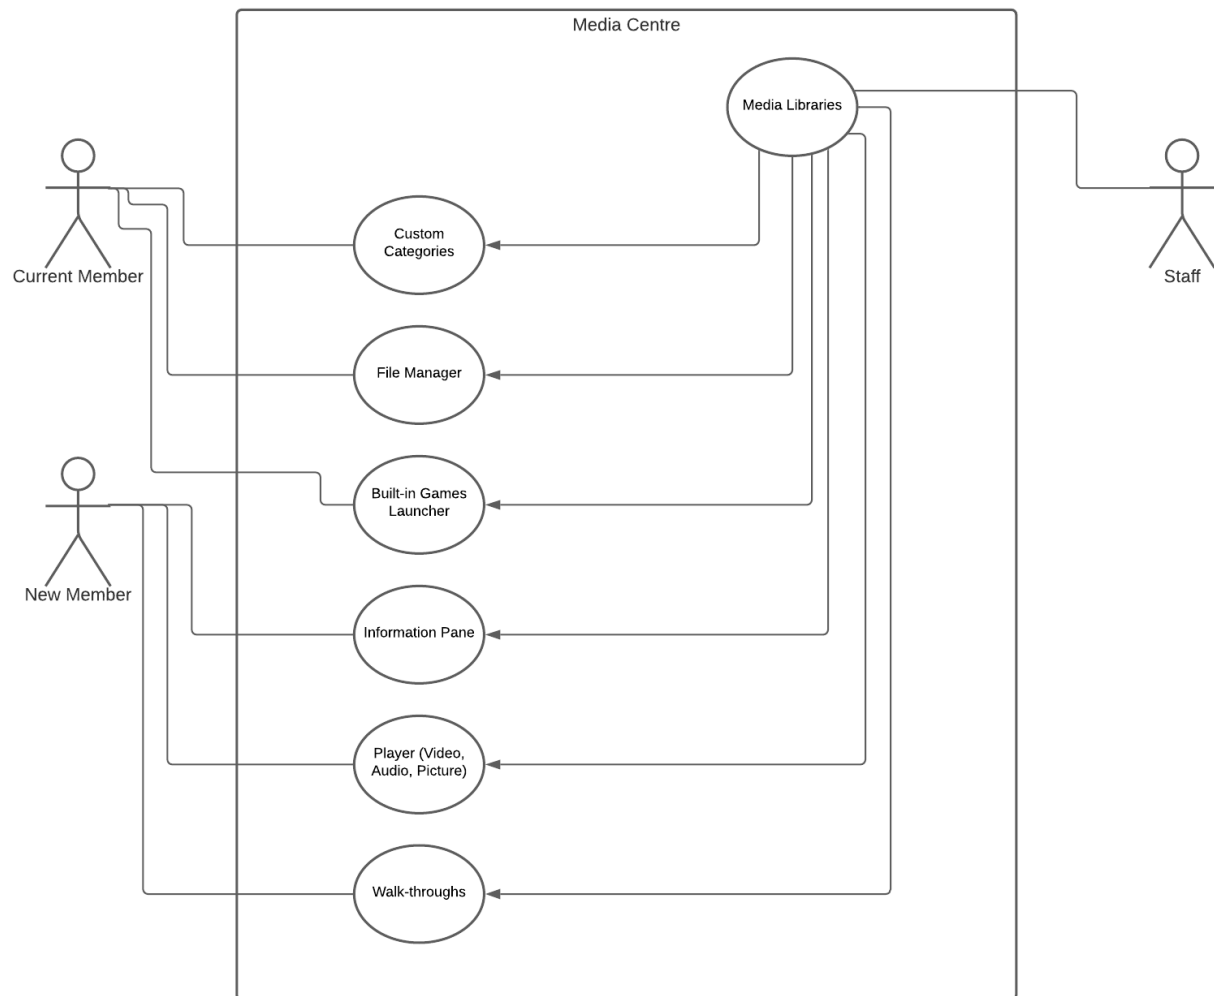 Media Centre
Media Libraries
Current Member
Staff
Custom
Categories
File Manager
Built-in Games
Launcher
New Member
Information Pane
Player (Video,
Audio, Picture)
Walk-throughs